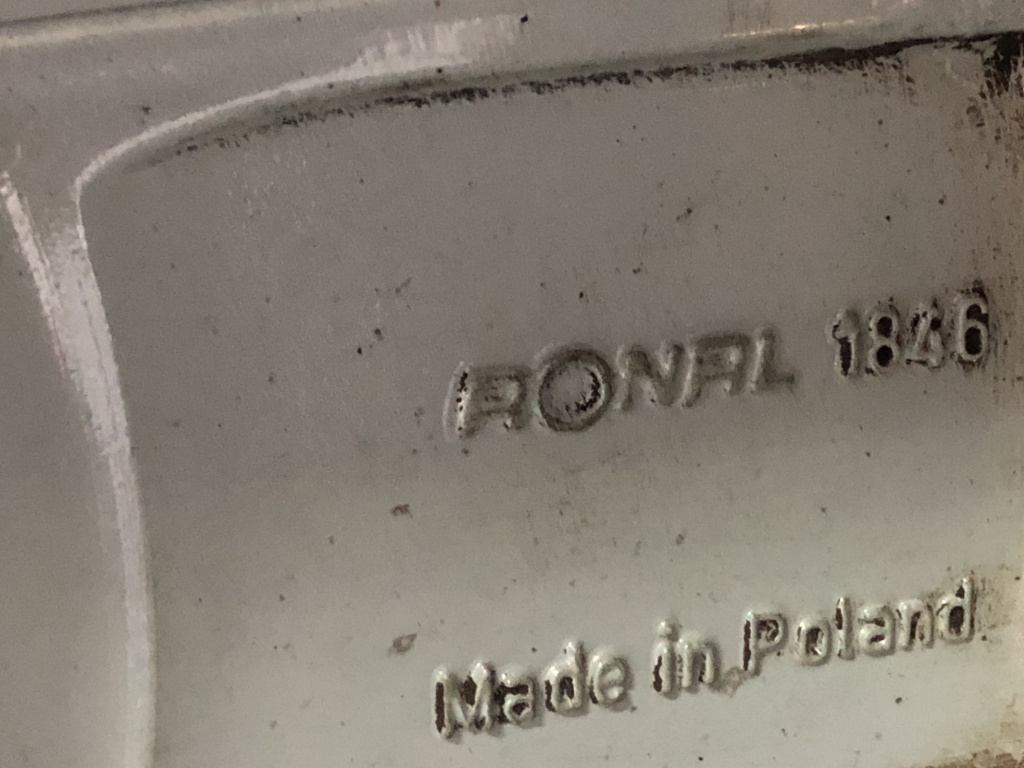 RONAL 1846
Made in Poland